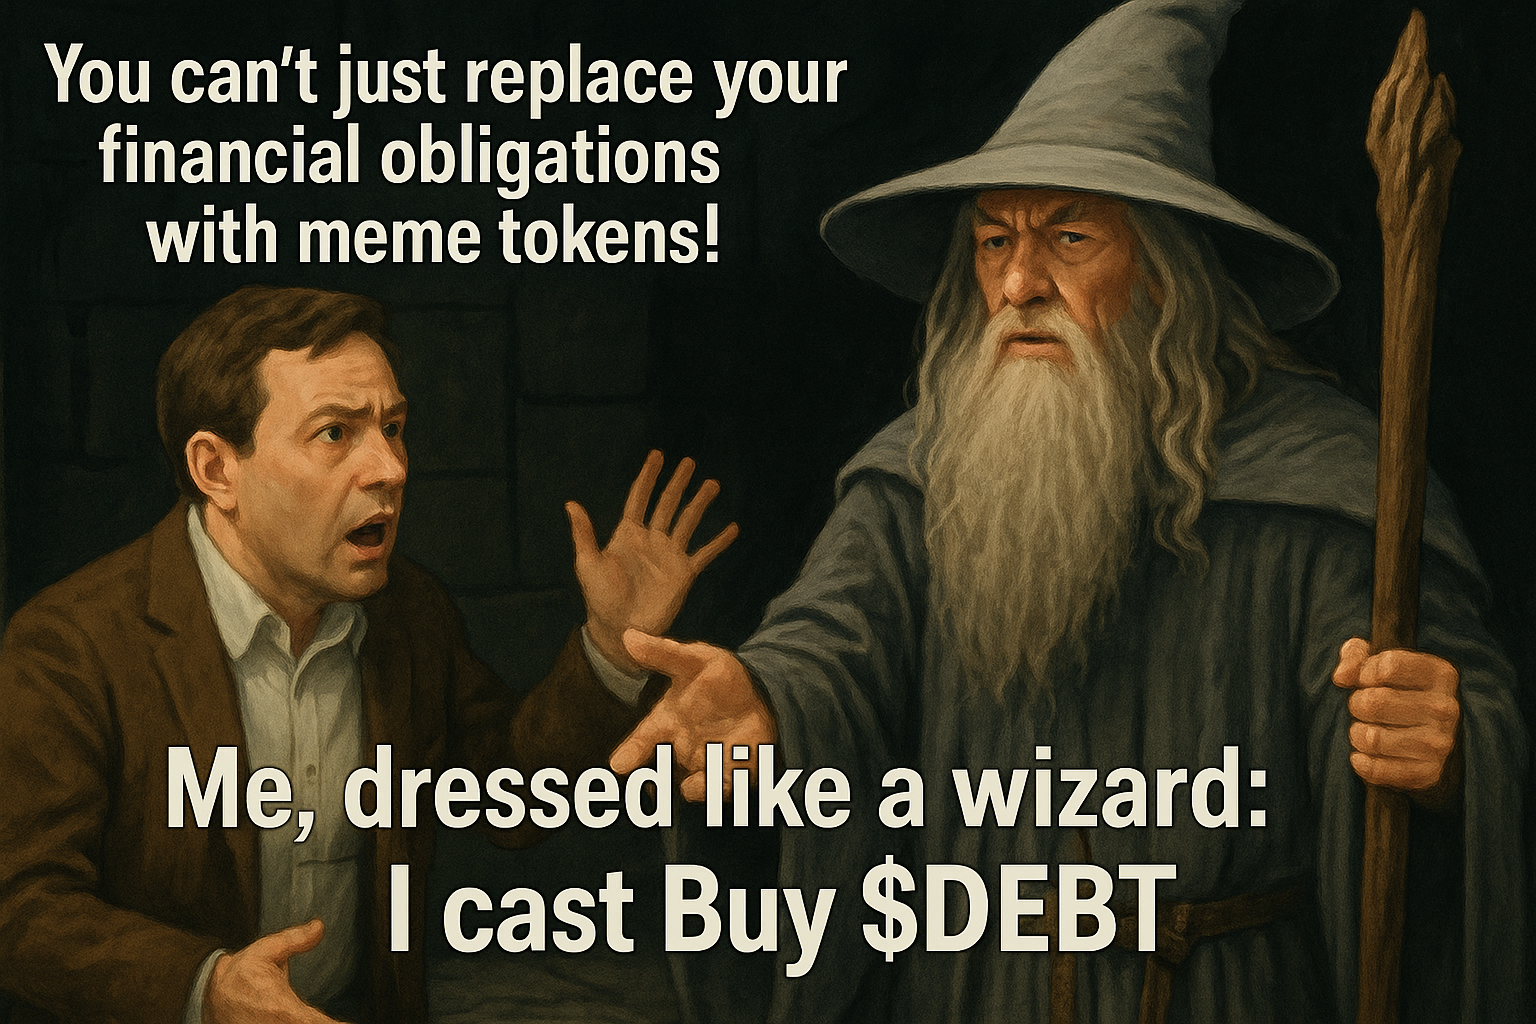 You can't just replace your
financial obligations
with meme tokens!
Me, dressed like a wizard:
I cast Buy $DEBT